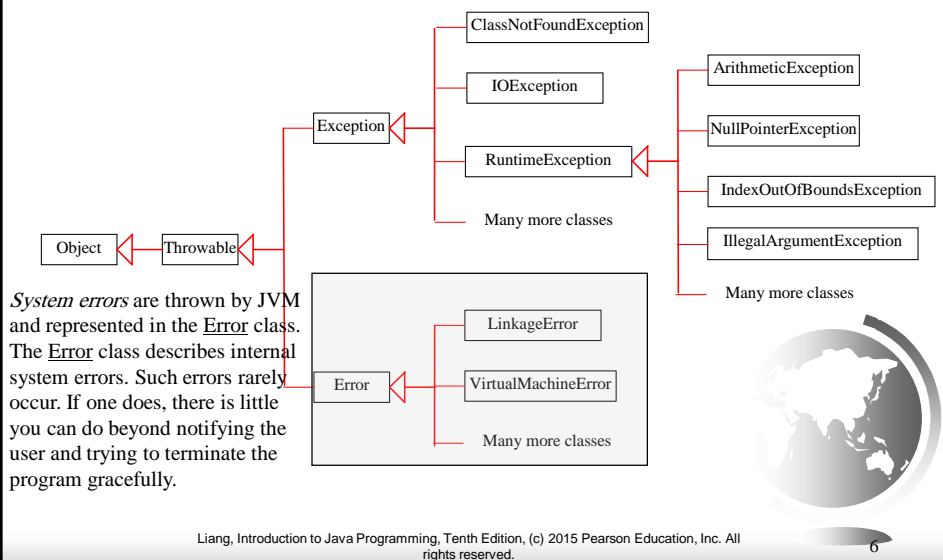 ClassNotFoundException
IOException
ArithmeticException
Exception
NullPointerException
RuntimeException
IndexOutOfBoundsException
Many more classes
IllegalArgumentException
Object
Throwable
Many more classes
System errors are thrown by JVM
and represented in the Error class.
The Error class describes internal
system errors. Such errors rarely
occur. If one does, there is little
you can do beyond notifying the
user and trying to terminate the
program gracefully.
LinkageError
Error
VirtualMachineError
Many more classes
Liang, Introduction to Java Programming, Tenth Edition, (c) 2015 Pearson Education, Inc. All
rights reserved.
6